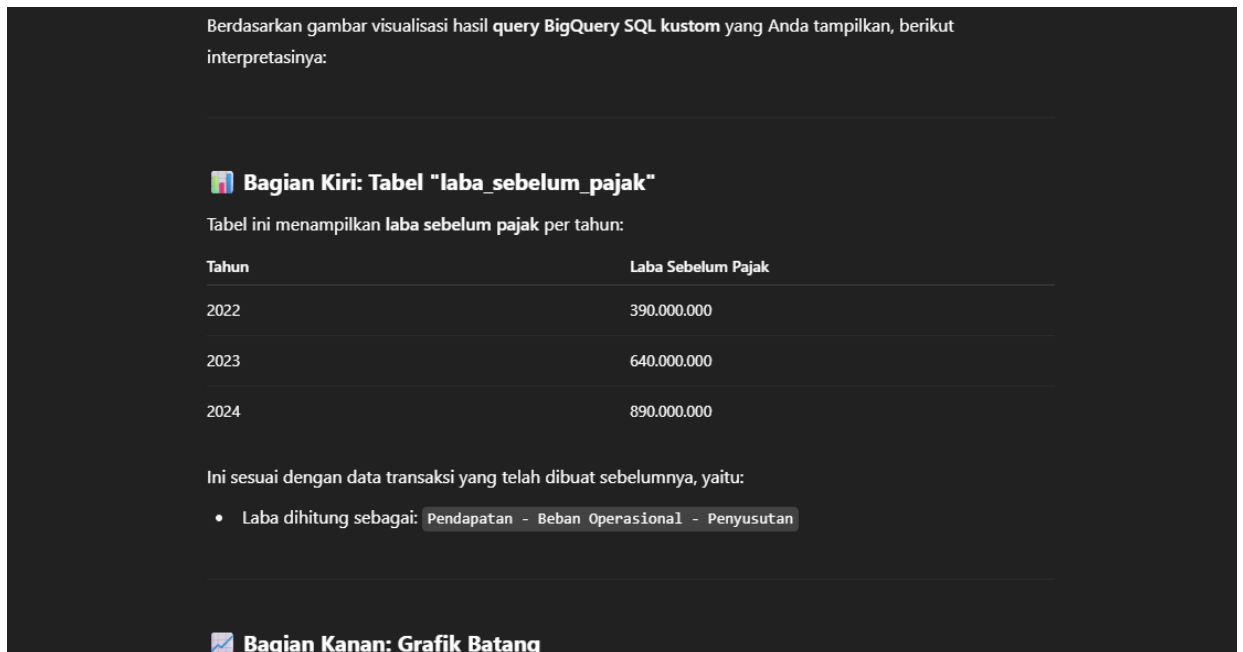 Berdasarkan gambar visualisasi hasil query BigQuery SQL kustom yang Anda tampilkan, berikut
interpretasinya:
Bagian Kiri: Tabel "laba_sebelum_pajak"
Tabel ini menampilkan laba sebelum pajak per tahun:
Tahun Laba Sebelum Pajak
2022 390.000.000
2023 640.000.000
2024 890.000.000
Ini sesuai dengan data transaksi yang telah dibuat sebelumnya, yaitu:
• Laba dihitung sebagai: Pendapatan - Beban Operasional - Penyusutan
Bagian Kanan: Grafik Batang